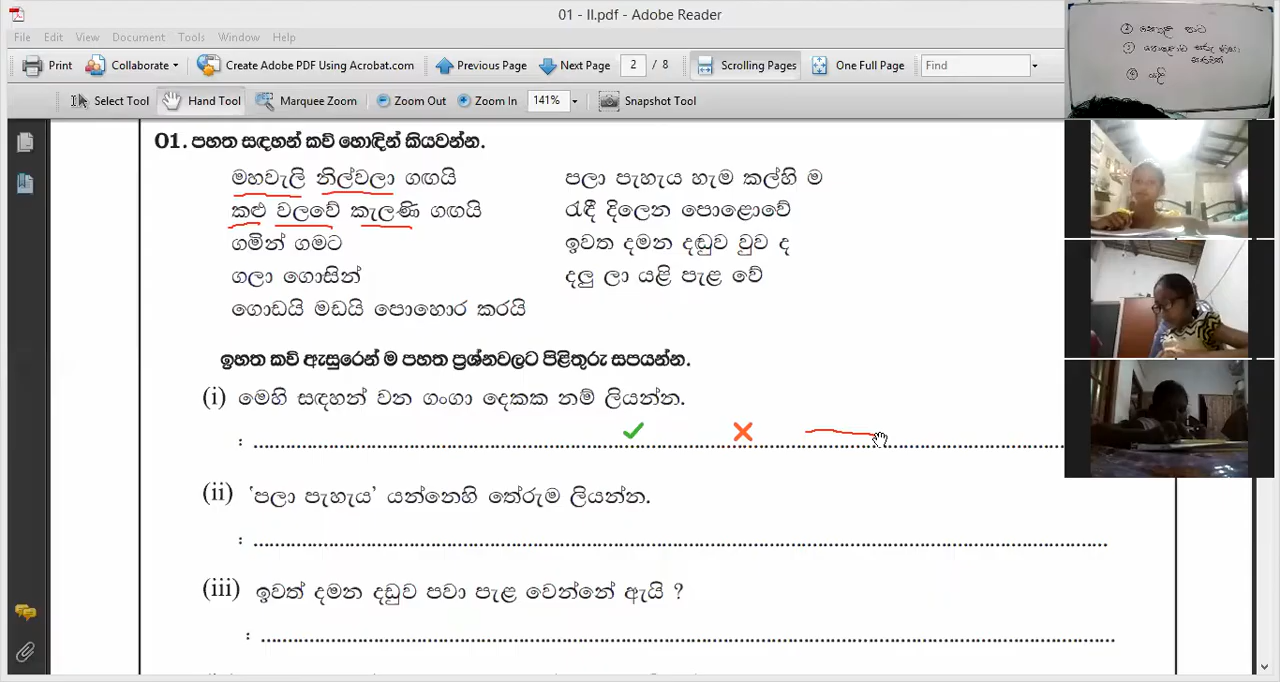 01 - II.pdf - Adobe Reader
File Edit View Document Tools Window Help
Print Collaborate Create Adobe PDF Using Acrobat.com Previous Page Next Page 2 / 8 Scrolling Pages One Full Page Find
Select Tool Hand Tool Marquee Zoom Zoom Out Zoom In 141% Snapshot Tool
01. පහත සඳහන් කවි හොඳින් කියවන්න.
මහවැලි නිල්වලා ගඟයි
කළු වලවේ කැලණි ගඟයි
ගමින් ගමට
ගලා ගොසින්
ගොඩයි මඩයි පොහොර කරයි
පලා පැහැය හැම කල්හි ම
රැඳී දිලෙන පොළොවේ
ඉවත දමන දඬුව වුව ද
දලු ලා යළි පැළ වේ
ඉහත කවි ඇසුරෙන් ම පහත ප්‍රශ්නවලට පිළිතුරු සපයන්න.
(i) මෙහි සඳහන් වන ගංගා දෙකක නම් ලියන්න.
(ii) 'පලා පැහැය' යන්නෙහි තේරුම ලියන්න.
(iii) ඉවත් දමන දඬුව පවා පැළ වෙන්නේ ඇයි ?